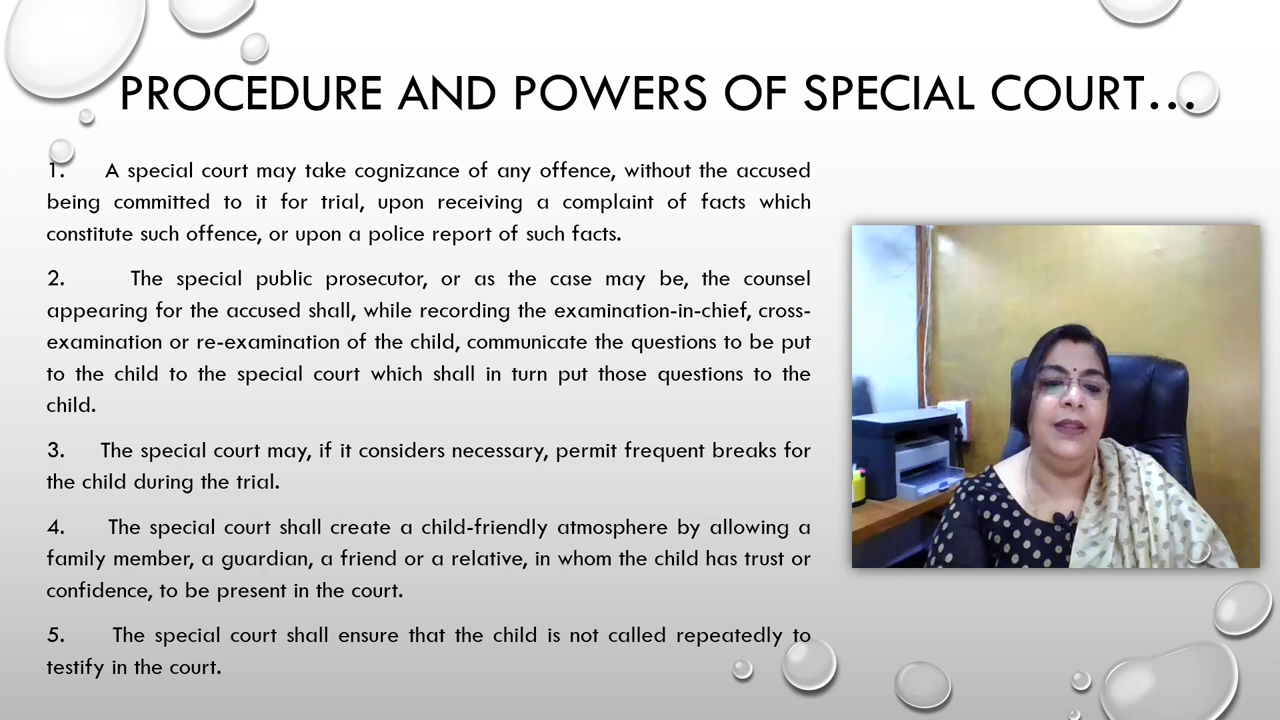 PROCEDURE AND POWERS OF SPECIAL COURT...
1. A special court may take cognizance of any offence, without the accused
being committed to it for trial, upon receiving a complaint of facts which
constitute such offence, or upon a police report of such facts.
2. The special public prosecutor, or as the case may be, the counsel
appearing for the accused shall, while recording the examination-in-chief, cross-
examination or re-examination of the child, communicate the questions to be put
to the child to the special court which shall in turn put those questions to the
child.
3. The special court may, if it considers necessary, permit frequent breaks for
the child during the trial.
4. The special court shall create a child-friendly atmosphere by allowing a
family member, a guardian, a friend or a relative, in whom the child has trust or
confidence, to be present in the court.
5. The special court shall ensure that the child is not called repeatedly to
testify in the court.